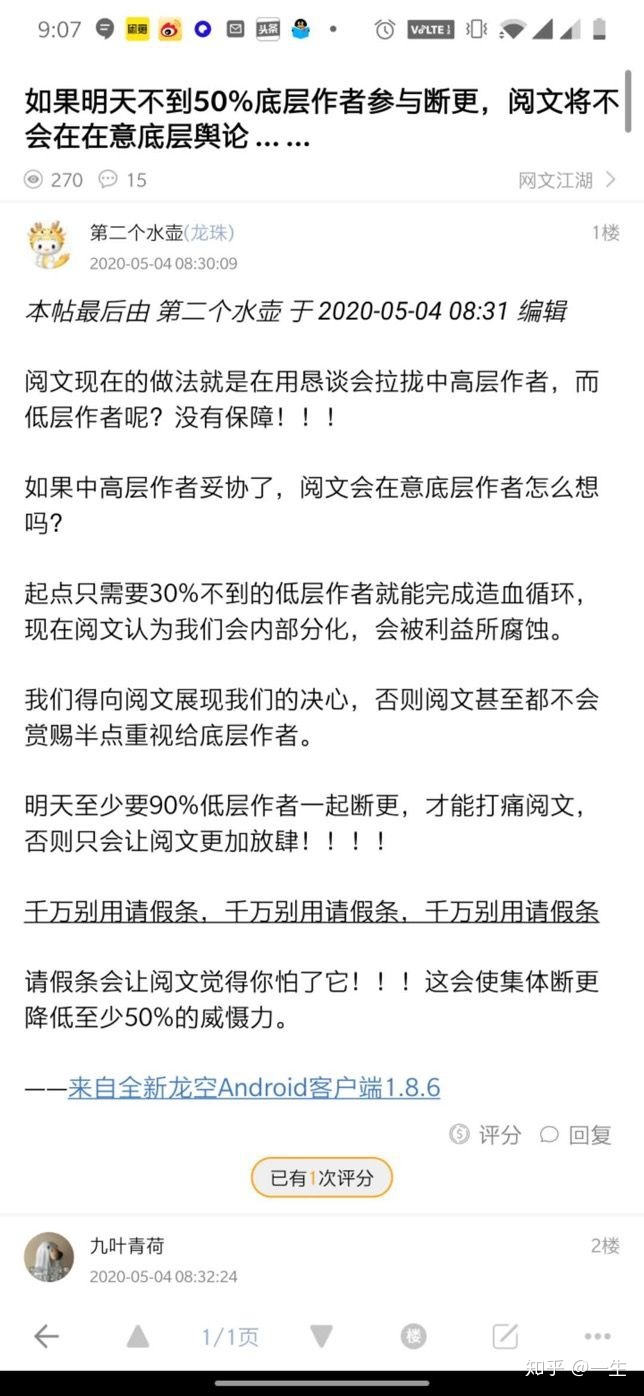 9:07
闲鱼
头条
VoLTE 1
如果明天不到50%底层作者参与断更，阅文将不
会在在意底层舆论 ... ...
270
15
网文江湖
第二个水壶(龙珠)
1楼
2020-05-04 08:30:09
本帖最后由 第二个水壶 于 2020-05-04 08:31 编辑
阅文现在的做法就是在用恳谈会拉拢中高层作者，而
低层作者呢？没有保障！！！
如果中高层作者妥协了，阅文会在意底层作者怎么想
吗？
起点只需要30%不到的低层作者就能完成造血循环，
现在阅文认为我们会内部分化，会被利益所腐蚀。
我们得向阅文展现我们的决心，否则阅文甚至都不会
赏赐半点重视给底层作者。
明天至少要90%低层作者一起断更，才能打痛阅文，
否则只会让阅文更加放肆！！！！
千万别用请假条，千万别用请假条，千万别用请假条
请假条会让阅文觉得你怕了它！！！这会使集体断更
降低至少50%的威慑力。
——来自全新龙空Android客户端1.8.6
评分
回复
已有1次评分
九叶青荷
2楼
2020-05-04 08:32:24
1/1页
楼
知乎 @一生